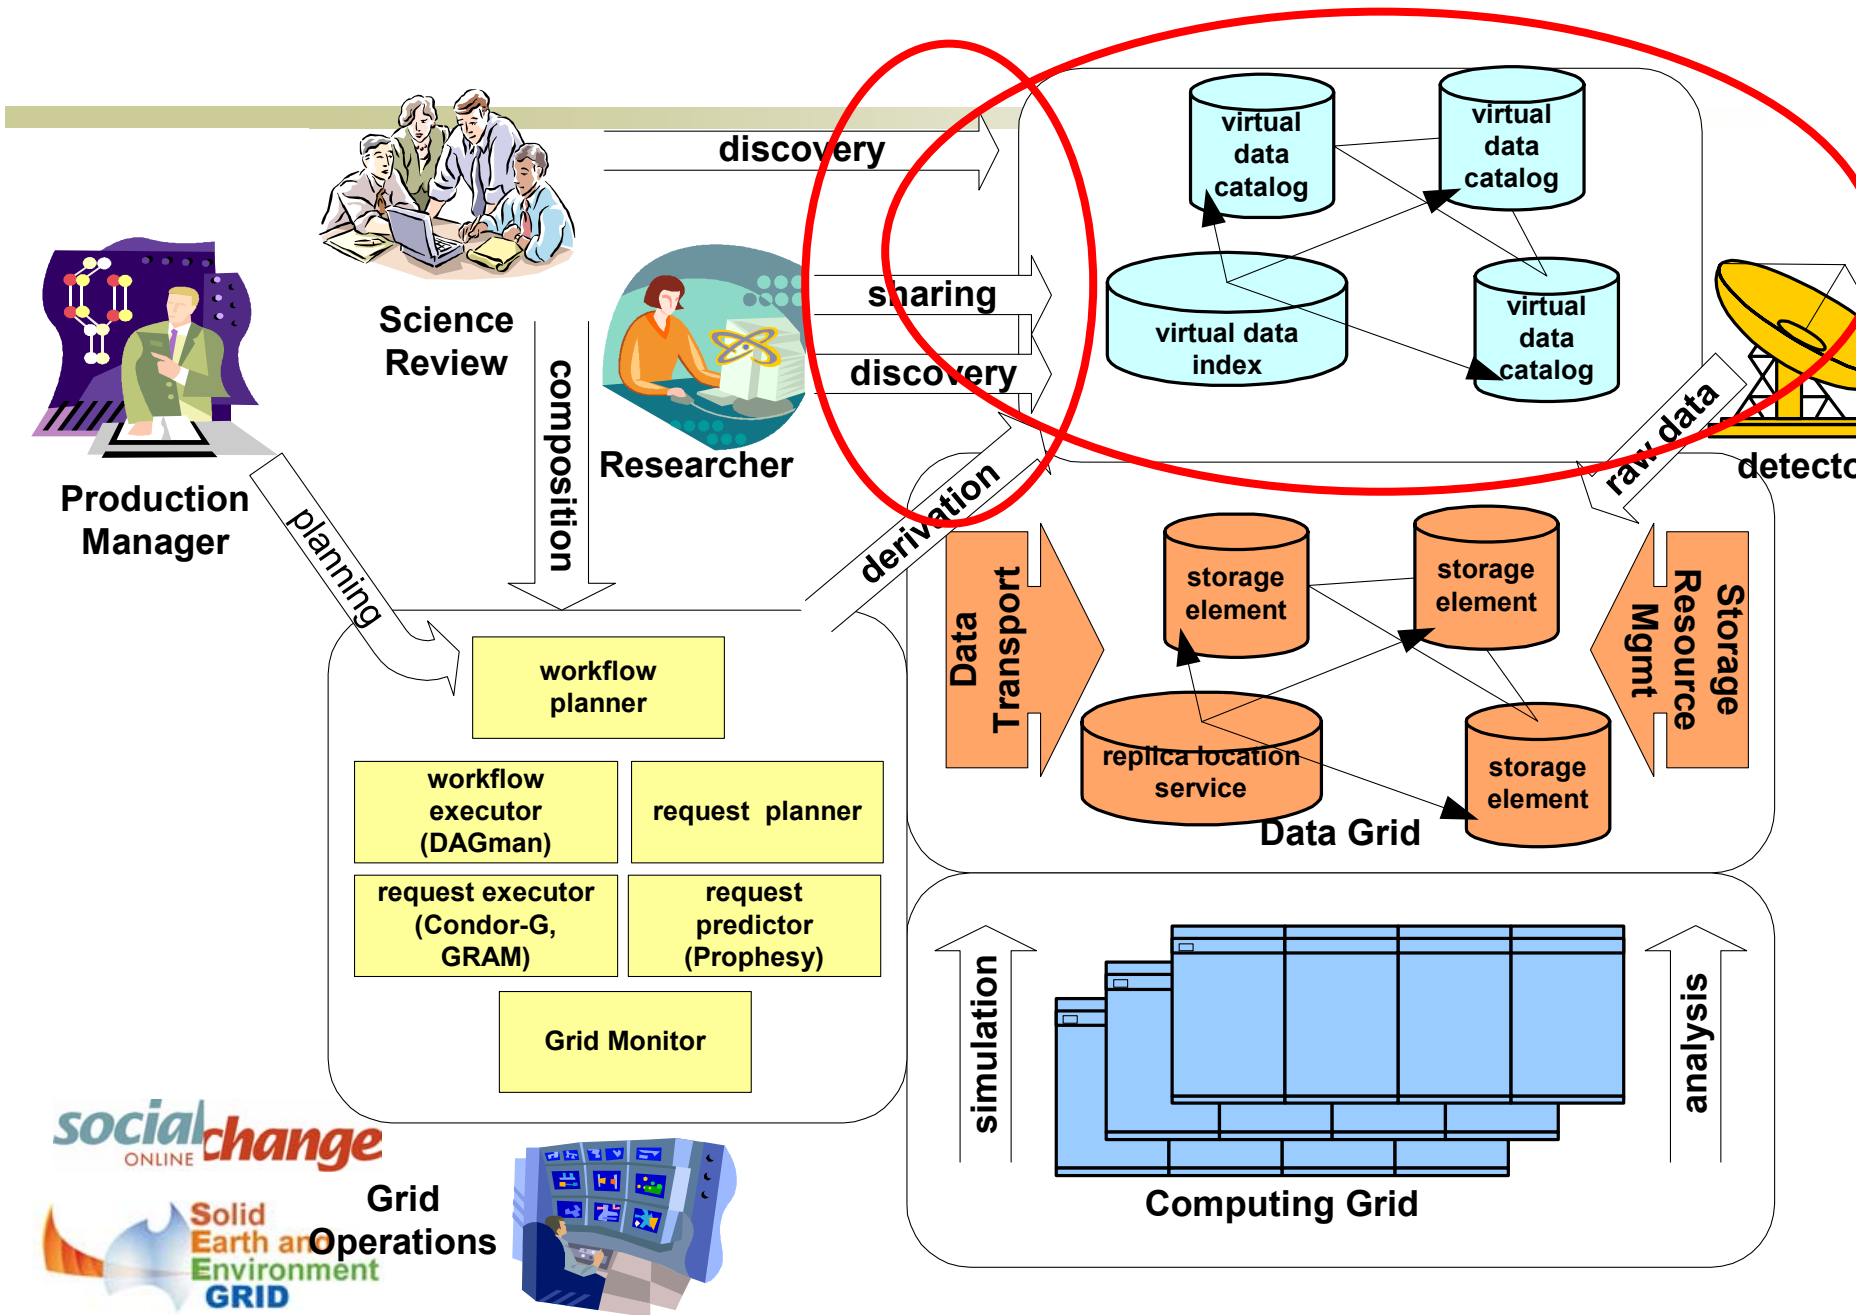 discovery
virtual
data
catalog
virtual
data
catalog
sharing
discovery
virtual data
index
virtual
data
catalog
Science
Review
composition
Researcher
Production
Manager
planning
derivation
raw data
detecto
Data
Transport
storage
element
storage
element
Storage
Resource
Mgmt
replica location
service
storage
element
Data Grid
workflow
planner
workflow
executor
(DAGman)
request planner
request executor
(Condor-G,
GRAM)
request
predictor
(Prophesy)
Grid Monitor
simulation
analysis
Computing Grid
social change
ONLINE
Grid
Operations
Solid
Earth and
Environment
GRID